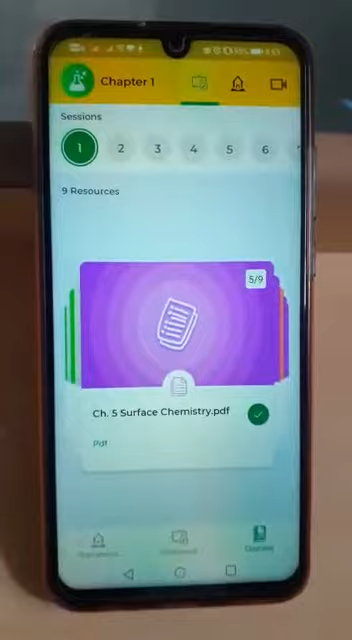 Chapter 1
Sessions
1 2 3 4 5 6
9 Resources
5/9
Ch. 5 Surface Chemistry.pdf
Pdf